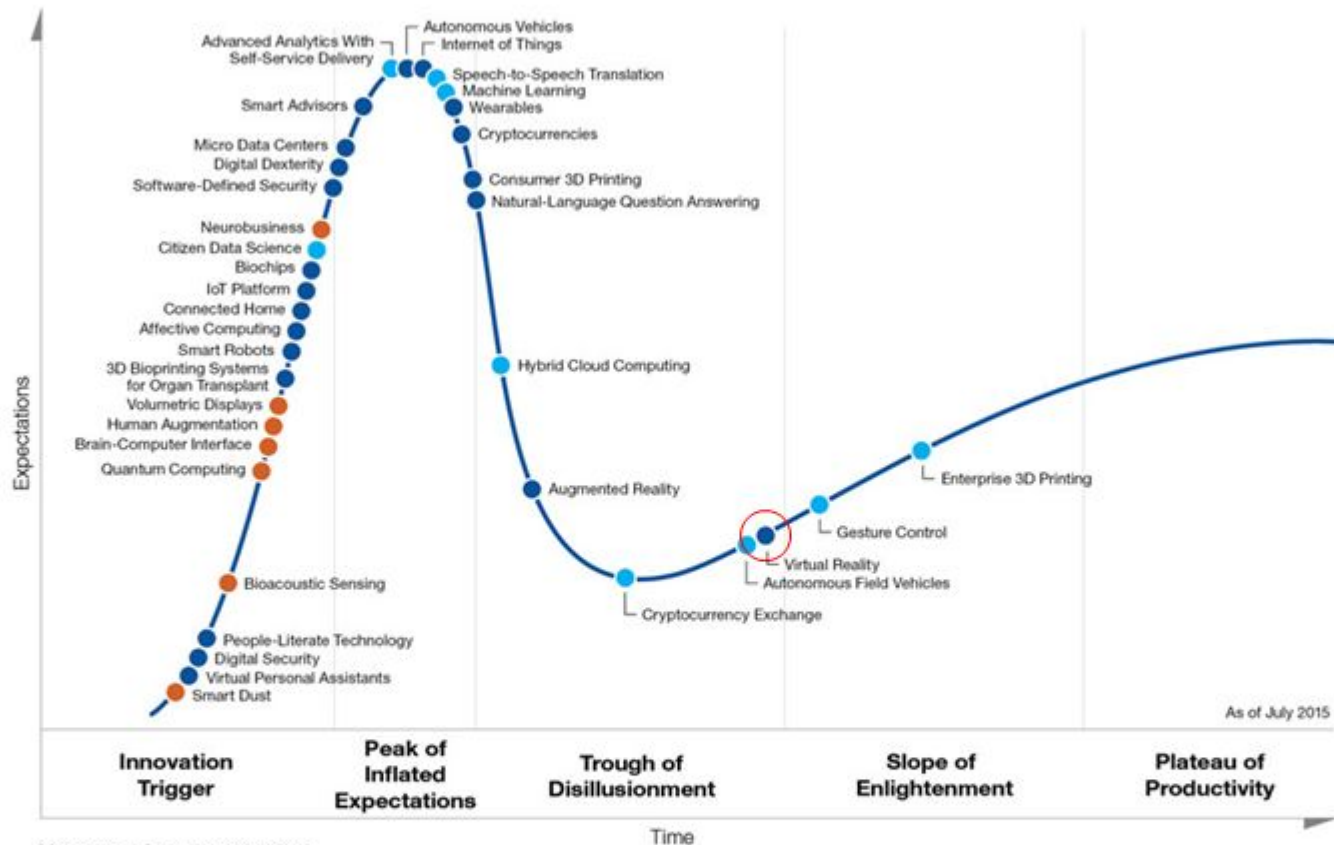 Autonomous Vehicles
Advanced Analytics With
Self-Service Delivery
Internet of Things
Speech-to-Speech Translation
Machine Learning
Smart Advisors
Wearables
Cryptocurrencies
Micro Data Centers
Digital Dexterity
Consumer 3D Printing
Software-Defined Security
Natural-Language Question Answering
Neurobusiness
Citizen Data Science
Biochips
IoT Platform
Connected Home
Affective Computing
Smart Robots
Hybrid Cloud Computing
3D Bioprinting Systems
for Organ Transplant
Volumetric Displays
Human Augmentation
Brain-Computer Interface
Quantum Computing
Expectations
Enterprise 3D Printing
Augmented Reality
Gesture Control
Virtual Reality
Autonomous Field Vehicles
Bioacoustic Sensing
Cryptocurrency Exchange
People-Literate Technology
Digital Security
Virtual Personal Assistants
Smart Dust
As of July 2015
Innovation
Trigger
Peak of
Inflated
Expectations
Trough of
Disillusionment
Slope of
Enlightenment
Plateau of
Productivity
Time